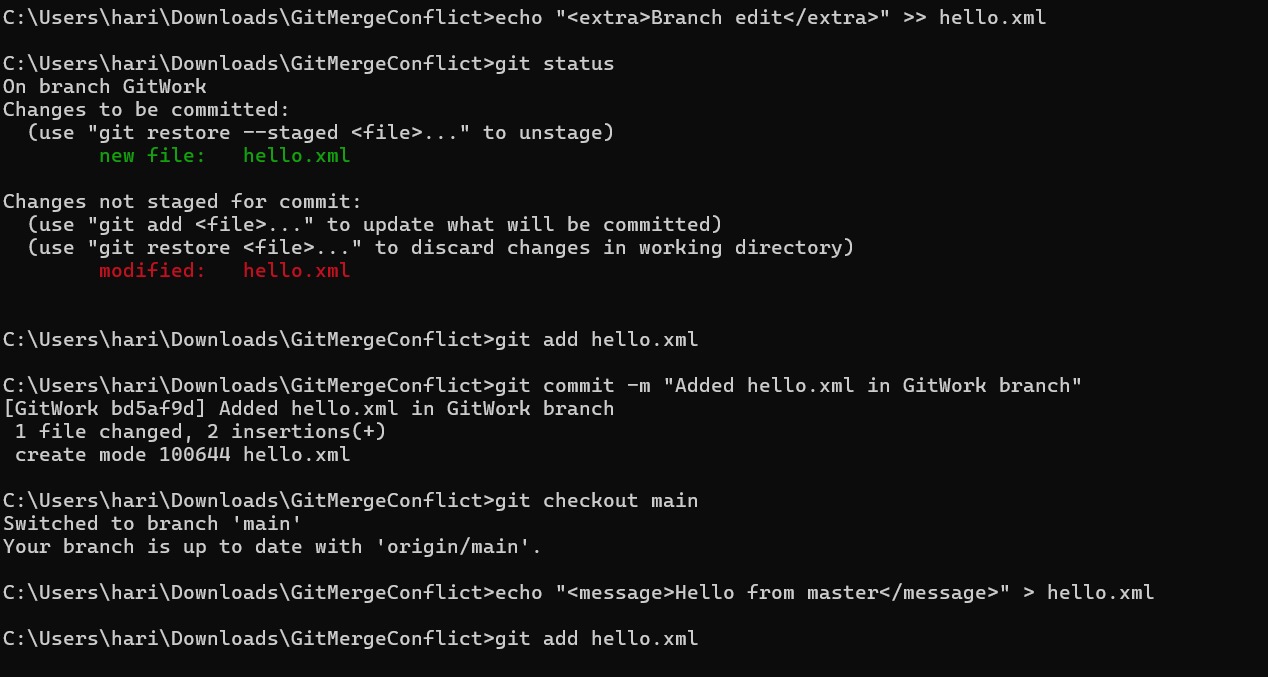 C:\Users\hari\Downloads\GitMergeConflict>echo "<extra>Branch edit</extra>" >> hello.xml
C:\Users\hari\Downloads\GitMergeConflict>git status
On branch GitWork
Changes to be committed:
  (use "git restore --staged <file>..." to unstage)
        new file:   hello.xml
Changes not staged for commit:
  (use "git add <file>..." to update what will be committed)
  (use "git restore <file>..." to discard changes in working directory)
        modified:   hello.xml
C:\Users\hari\Downloads\GitMergeConflict>git add hello.xml
C:\Users\hari\Downloads\GitMergeConflict>git commit -m "Added hello.xml in GitWork branch"
[GitWork bd5af9d] Added hello.xml in GitWork branch
 1 file changed, 2 insertions(+)
 create mode 100644 hello.xml
C:\Users\hari\Downloads\GitMergeConflict>git checkout main
Switched to branch 'main'
Your branch is up to date with 'origin/main'.
C:\Users\hari\Downloads\GitMergeConflict>echo "<message>Hello from master</message>" > hello.xml
C:\Users\hari\Downloads\GitMergeConflict>git add hello.xml